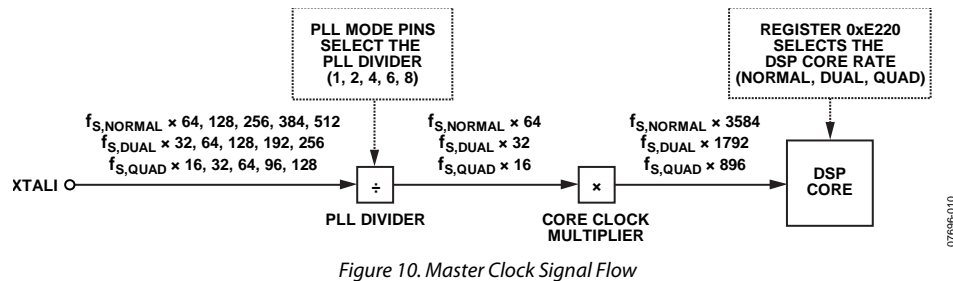 PLL MODE PINS
SELECT THE
PLL DIVIDER
(1, 2, 4, 6, 8)
REGISTER 0xE220
SELECTS THE
DSP CORE RATE
(NORMAL, DUAL, QUAD)
fS,NORMAL × 64, 128, 256, 384, 512
fS,DUAL × 32, 64, 128, 192, 256
fS,QUAD × 16, 32, 64, 96, 128
fS,NORMAL × 64
fS,DUAL × 32
fS,QUAD × 16
fS,NORMAL × 3584
fS,DUAL × 1792
fS,QUAD × 896
XTALI
÷
PLL DIVIDER
×
CORE CLOCK
MULTIPLIER
DSP
CORE
07696-010
Figure 10. Master Clock Signal Flow